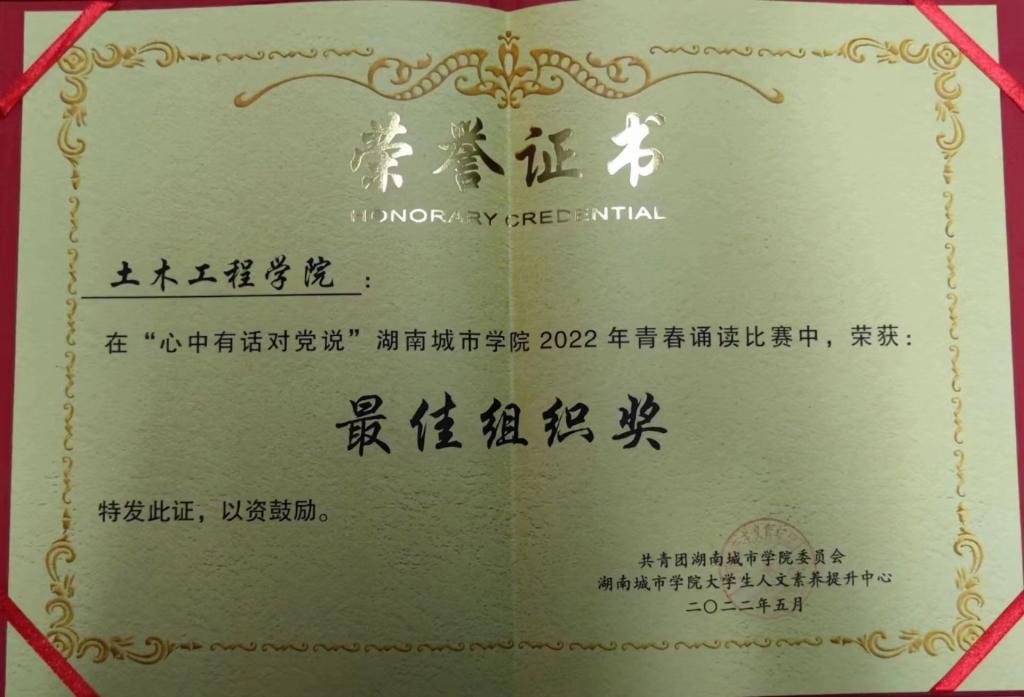 荣誉证书
HONORARY CREDENTIAL
土木工程学院：
在“心中有话对党说”湖南城市学院 2022 年青春诵读比赛中，荣获：
最佳组织奖
特发此证，以资鼓励。
共青团湖南城市学院委员会
湖南城市学院大学生人文素养提升中心
二〇二二年五月